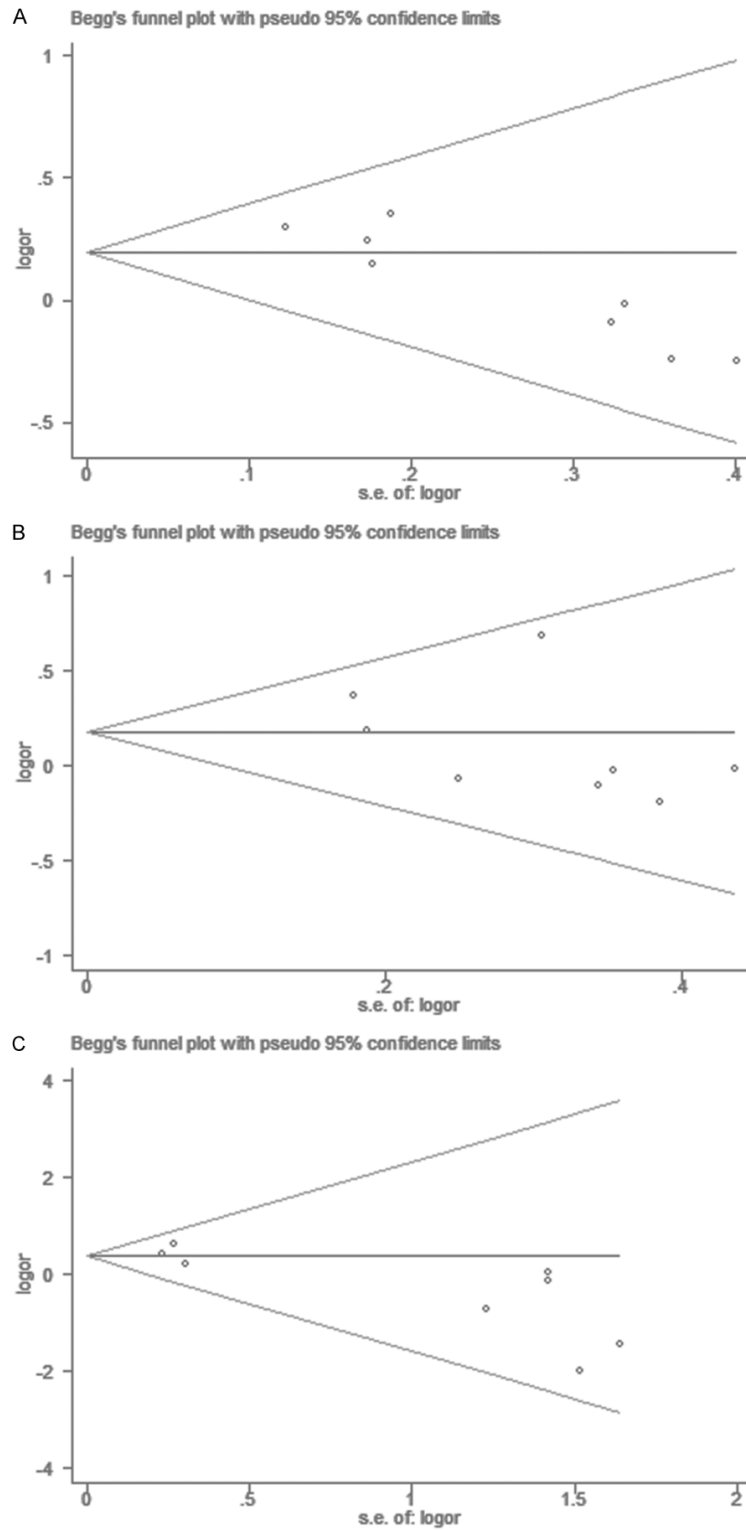 A
Begg's funnel plot with pseudo 95% confidence limits
1
.5
0
-.5
logor
0 .1 .2 .3 .4
s.e. of: logor
B
Begg's funnel plot with pseudo 95% confidence limits
1
.5
0
-.5
-1
logor
0 .2 .4
s.e. of: logor
C
Begg's funnel plot with pseudo 95% confidence limits
4
2
0
-2
-4
logor
0 .5 1 1.5 2
s.e. of: logor